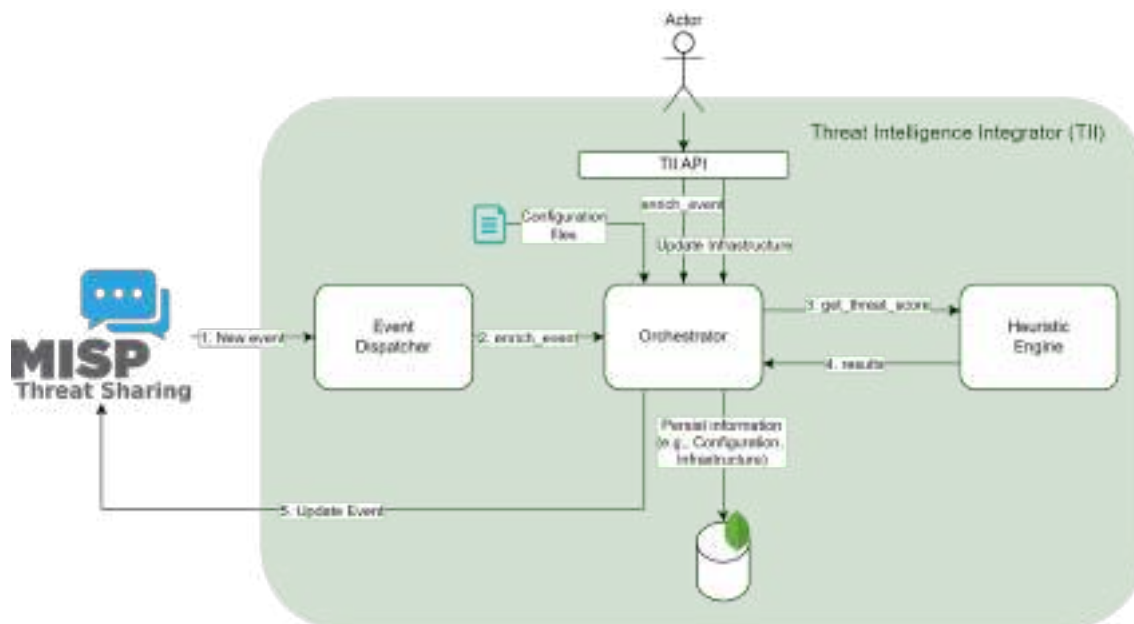 Actor
Threat Intelligence Integrator (TII)
TII API
enrich_event
Configuration
files
Update Infrastructure
MISP
Threat Sharing
1. New event
Event
Dispatcher
2. enrich_event
Orchestrator
3. get_threat_score
4. results
Heuristic
Engine
Persist information
(e.g., Configuration,
Infrastructure)
5. Update Event